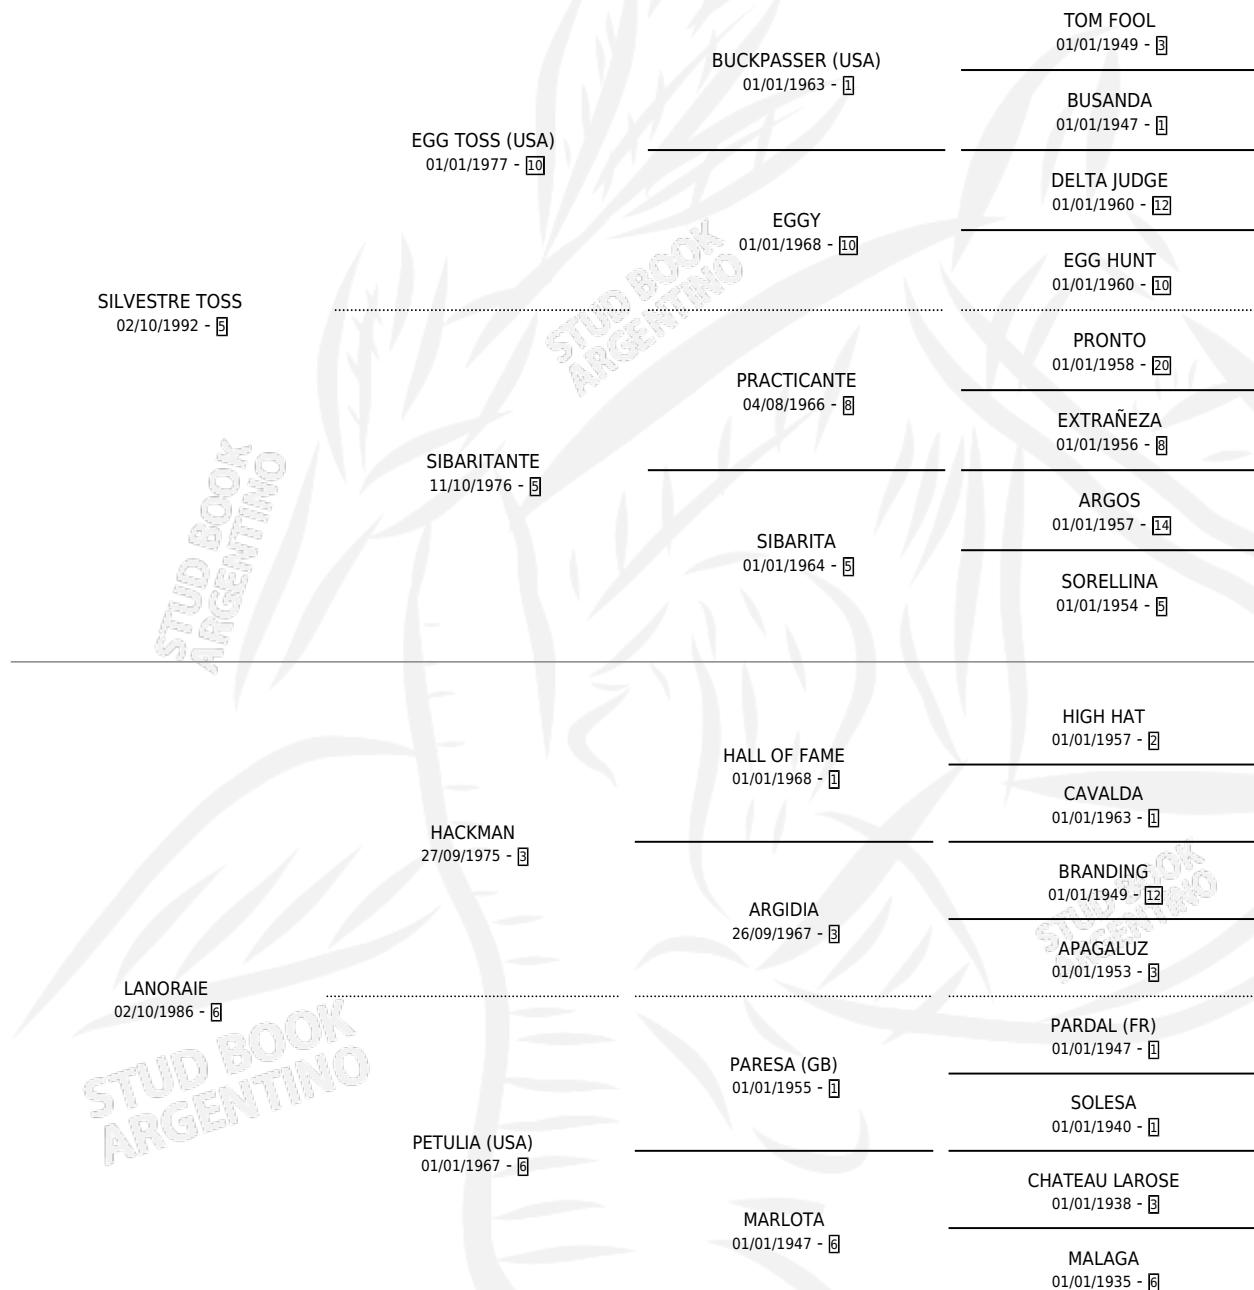 TOM FOOL
01/01/1949 - 3
BUCKPASSER (USA)
01/01/1963 - 1
BUSANDA
01/01/1947 - 1
EGG TOSS (USA)
01/01/1977 - 10
DELTA JUDGE
01/01/1960 - 12
EGGY
01/01/1968 - 10
EGG HUNT
01/01/1960 - 10
SILVESTRE TOSS
02/10/1992 - 5
PRONTO
01/01/1958 - 20
PRACTICANTE
04/08/1966 - 8
EXTRAÑEZA
01/01/1956 - 8
SIBARITANTE
11/10/1976 - 5
ARGOS
01/01/1957 - 14
SIBARITA
01/01/1964 - 5
SORELLINA
01/01/1954 - 5
STUD BOOK
ARGENTINO
STUD BOOK
ARGENTINO
HIGH HAT
01/01/1957 - 2
HALL OF FAME
01/01/1968 - 1
CAVALDA
01/01/1963 - 1
HACKMAN
27/09/1975 - 3
BRANDING
01/01/1949 - 12
ARGIDIA
26/09/1967 - 3
APAGALUZ
01/01/1953 - 3
STUD BOOK
ARGENTINO
LANORAIE
02/10/1986 - 6
PARDAL (FR)
01/01/1947 - 1
PARESA (GB)
01/01/1955 - 1
SOLESA
01/01/1940 - 1
PETULIA (USA)
01/01/1967 - 6
CHATEAU LAROSE
01/01/1938 - 3
MARLOTA
01/01/1947 - 6
MALAGA
01/01/1935 - 6
STUD BOOK
ARGENTINO